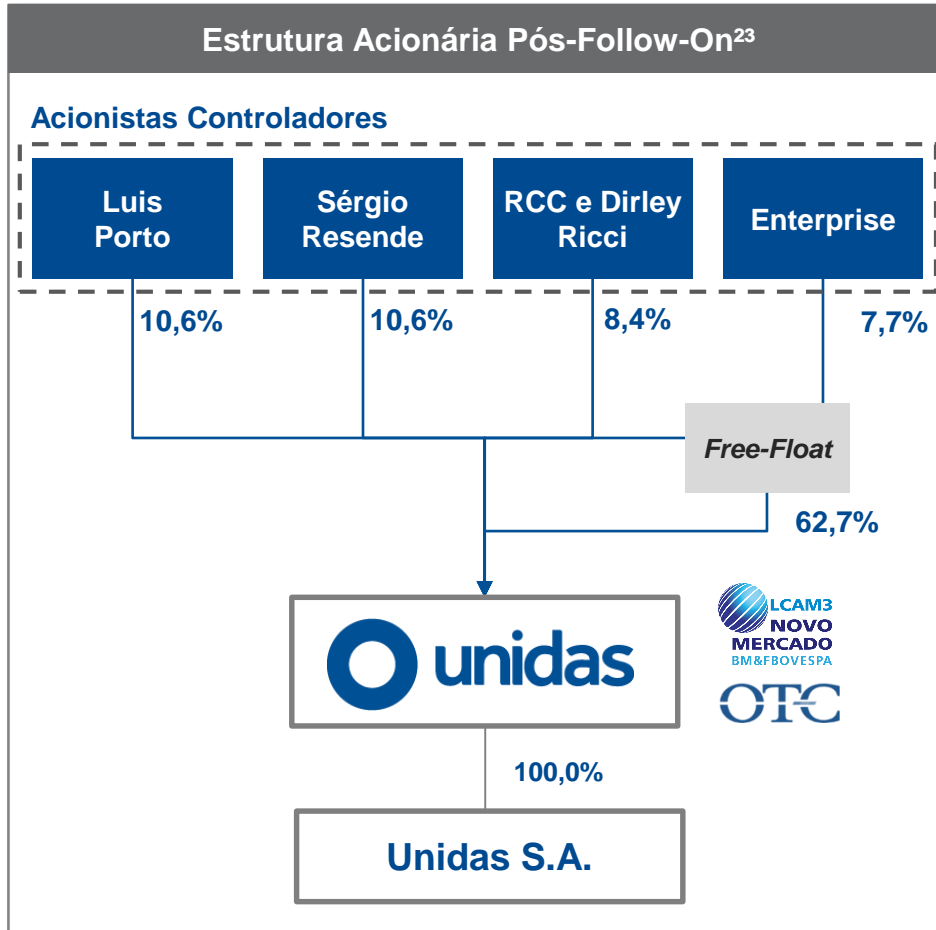 Estrutura Acionária Pós-Follow-On²³
Acionistas Controladores
Luis
Porto
Sérgio
Resende
RCC e Dirley
Ricci
Enterprise
10,6%
10,6%
8,4%
7,7%
Free-Float
62,7%
unidas
LCAM3
NOVO
MERCADO
BM&FBOVESPA
OTC
100,0%
Unidas S.A.